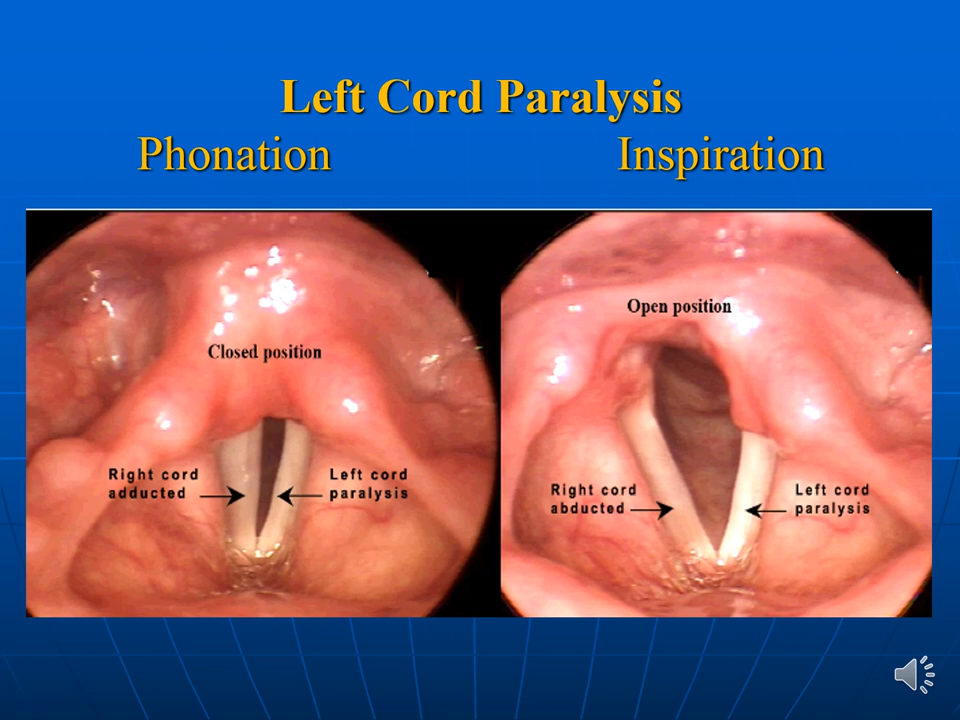 Left Cord Paralysis
Phonation Inspiration
Closed position
Right cord
adducted
Left cord
paralysis
Open position
Right cord
abducted
Left cord
paralysis